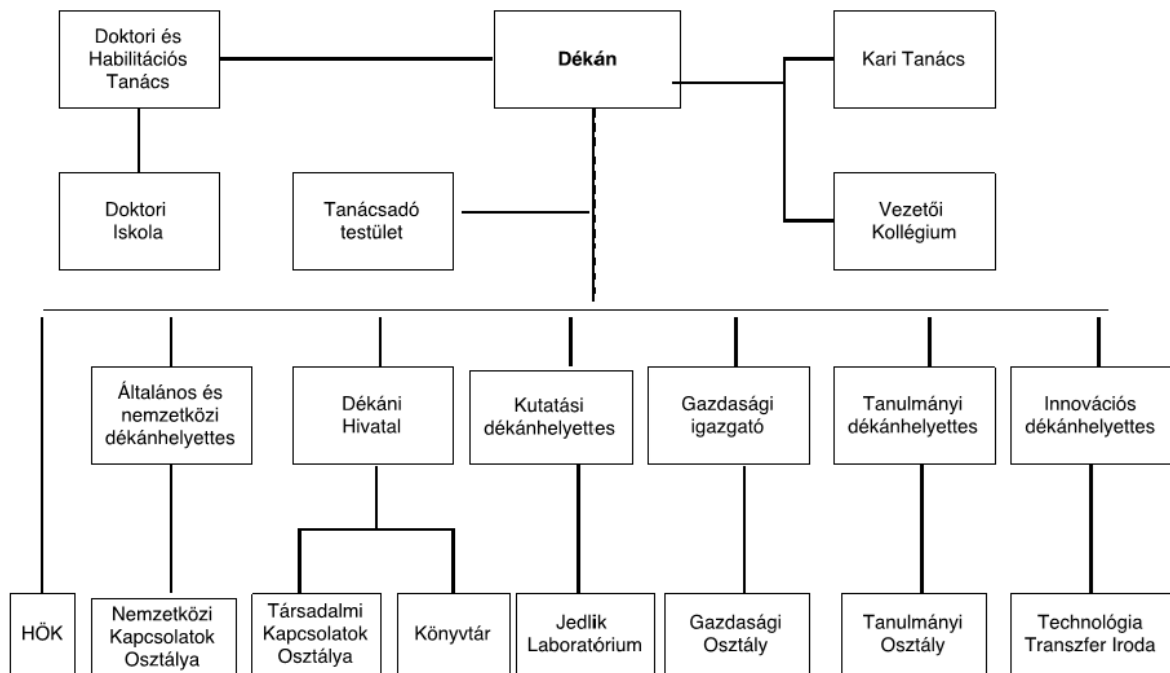 Doktori és
Habilitációs
Tanács
Dékán
Kari Tanács
Doktori
Iskola
Tanácsadó
testület
Vezetői
Kollégium
Általános és
nemzetközi
dékánhelyettes
Dékáni
Hivatal
Kutatási
dékánhelyettes
Gazdasági
igazgató
Tanulmányi
dékánhelyettes
Innovációs
dékánhelyettes
HÖK
Nemzetközi
Kapcsolatok
Osztálya
Társadalmi
Kapcsolatok
Osztálya
Könyvtár
Jedlik
Laboratórium
Gazdasági
Osztály
Tanulmányi
Osztály
Technológia
Transzfer Iroda